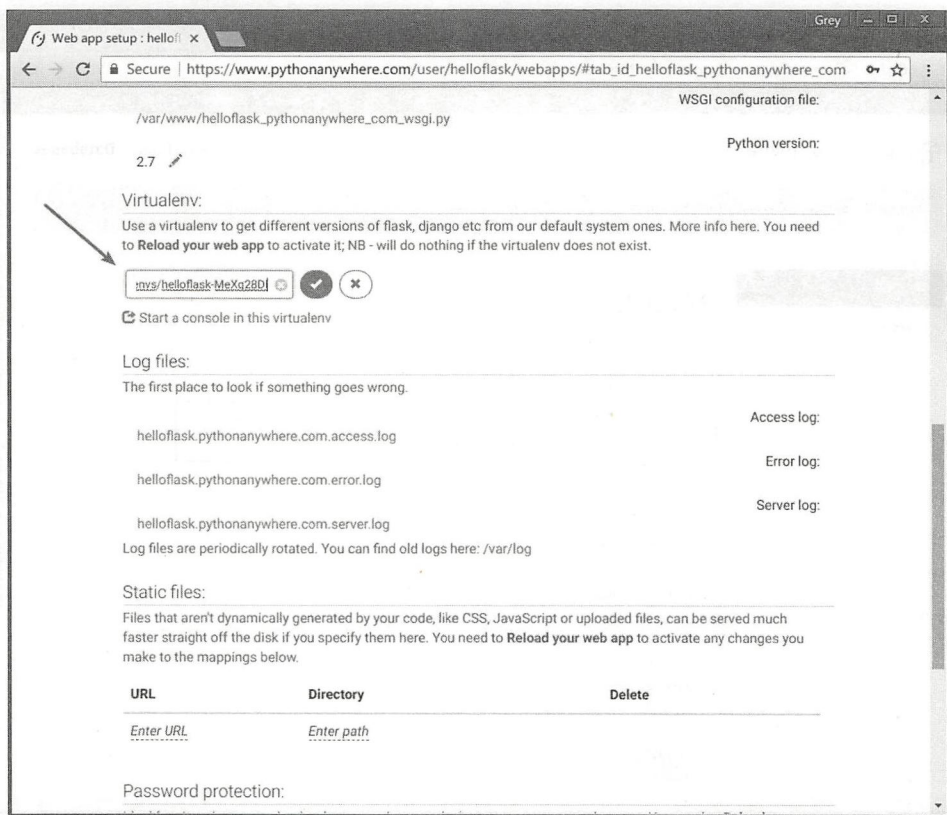 Grey
Web app setup : hellofl
Secure | https://www.pythonanywhere.com/user/helloflask/webapps/#tab_id_helloflask_pythonanywhere_com
WSGI configuration file:
/var/www/helloflask_pythonanywhere_com_wsgi.py
Python version:
2.7
Virtualenv:
Use a virtualenv to get different versions of flask, django etc from our default system ones. More info here. You need
to Reload your web app to activate it; NB - will do nothing if the virtualenv does not exist.
envs/helloflask-MeXq28D
Start a console in this virtualenv
Log files:
The first place to look if something goes wrong.
Access log:
helloflask.pythonanywhere.com.access.log
Error log:
helloflask.pythonanywhere.com.error.log
Server log:
helloflask.pythonanywhere.com.server.log
Log files are periodically rotated. You can find old logs here: /var/log
Static files:
Files that aren't dynamically generated by your code, like CSS, JavaScript or uploaded files, can be served much
faster straight off the disk if you specify them here. You need to Reload your web app to activate any changes you
make to the mappings below.
URL Directory Delete
Enter URL Enter path
Password protection: